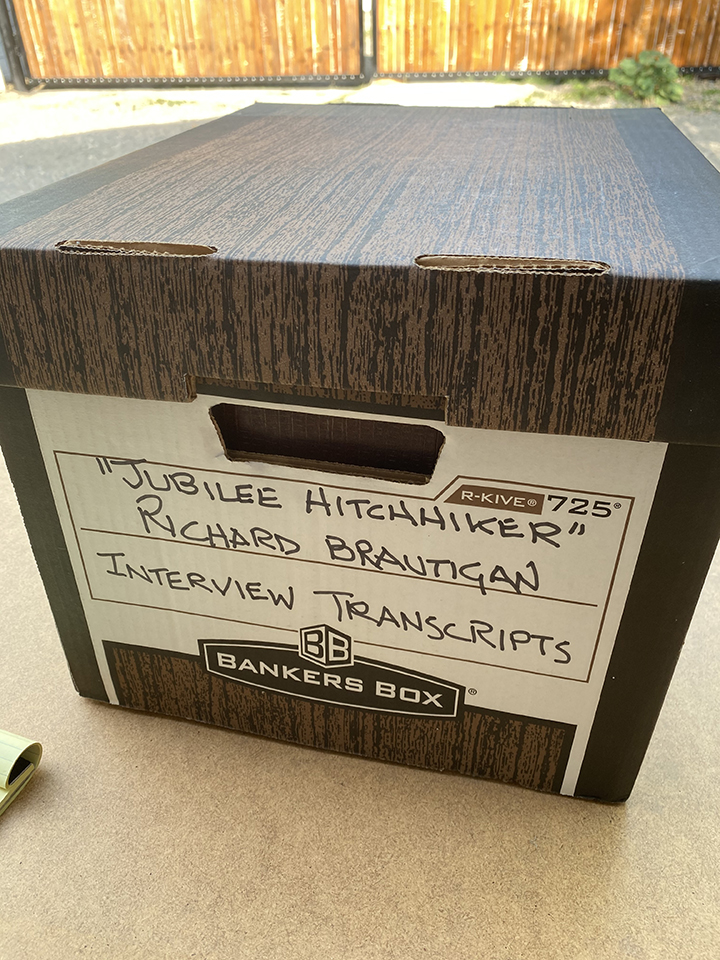 "JUBILEE HITCHHIKER"
R-KIVE® 725®
RICHARD BRAUTIGAN
INTERVIEW TRANSCRIPTS
BB
BANKERS BOX®